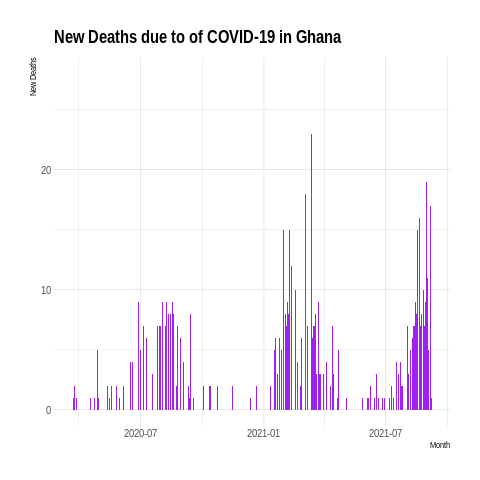 New Deaths due to of COVID-19 in Ghana
New Deaths
20
10
0
2020-07
2021-01
2021-07
Month